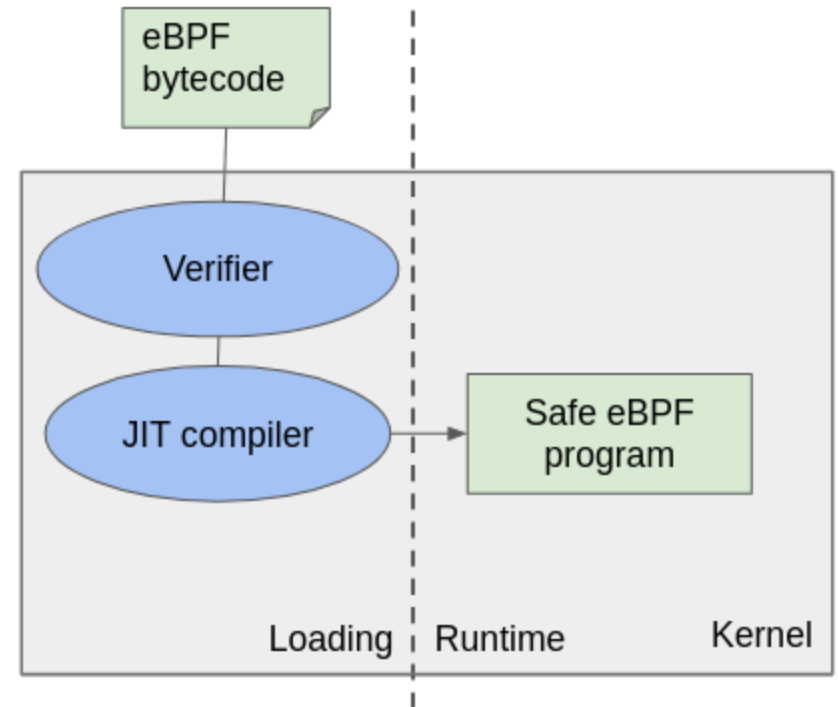 eBPF
bytecode
Verifier
JIT compiler
Safe eBPF
program
Loading
Runtime
Kernel